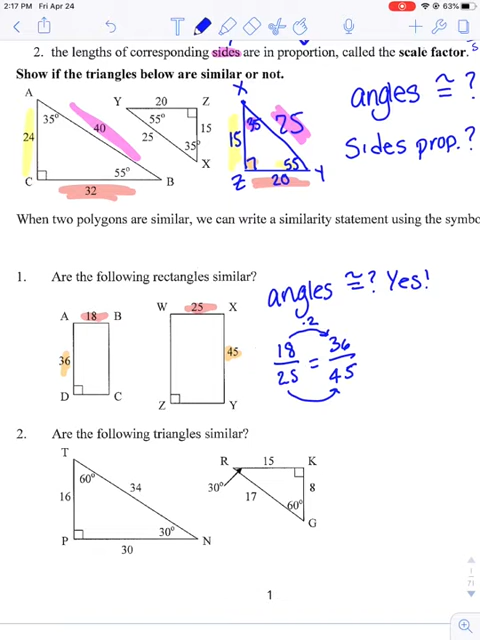 2:17 PM Fri Apr 24
63%
2. the lengths of corresponding sides are in proportion, called the scale factor.
Show if the triangles below are similar or not.
A
35°
24
40
C
55°
B
32
Y
20
Z
55°
25
15
35°
X
X
35
25
15
55
Z
20
Y
angles ≅ ?
Sides prop.?
When two polygons are similar, we can write a similarity statement using the symbo
1. Are the following rectangles similar?
angles ≅? Yes!
A 18 B
36
D C
W 25 X
45
Z Y
·2
18/25 = 36/45
2. Are the following triangles similar?
T
60°
16
34
P
30°
N
30
R
15
K
30°
17
8
60°
G
1